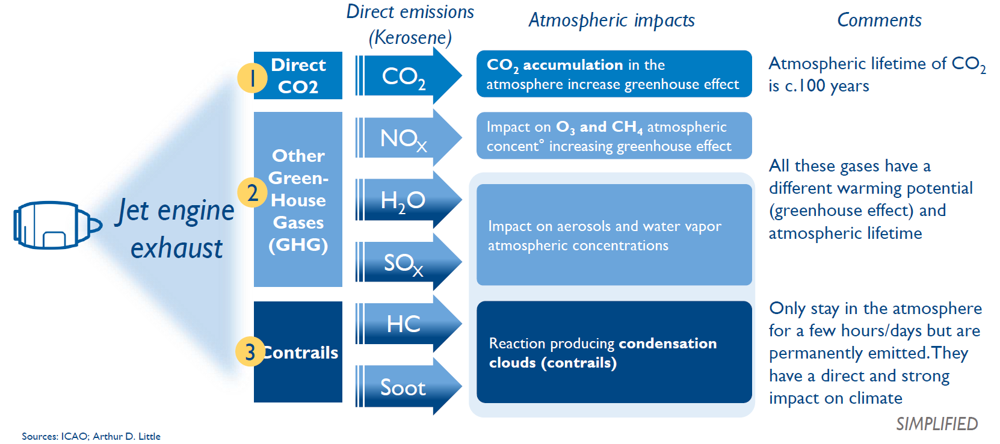 Direct emissions
(Kerosene)
Atmospheric impacts
Comments
Jet engine
exhaust
1
Direct
CO2
CO₂
CO₂ accumulation in the
atmosphere increase greenhouse effect
Atmospheric lifetime of CO₂
is c.100 years
2
Other
Green-
House
Gases
(GHG)
NOX
Impact on O₃ and CH₄ atmospheric
concent° increasing greenhouse effect
H₂O
SOX
Impact on aerosols and water vapor
atmospheric concentrations
All these gases have a
different warming potential
(greenhouse effect) and
atmospheric lifetime
3
Contrails
HC
Soot
Reaction producing condensation
clouds (contrails)
Only stay in the atmosphere
for a few hours/days but are
permanently emitted. They
have a direct and strong
impact on climate
SIMPLIFIED
Sources: ICAO; Arthur D. Little